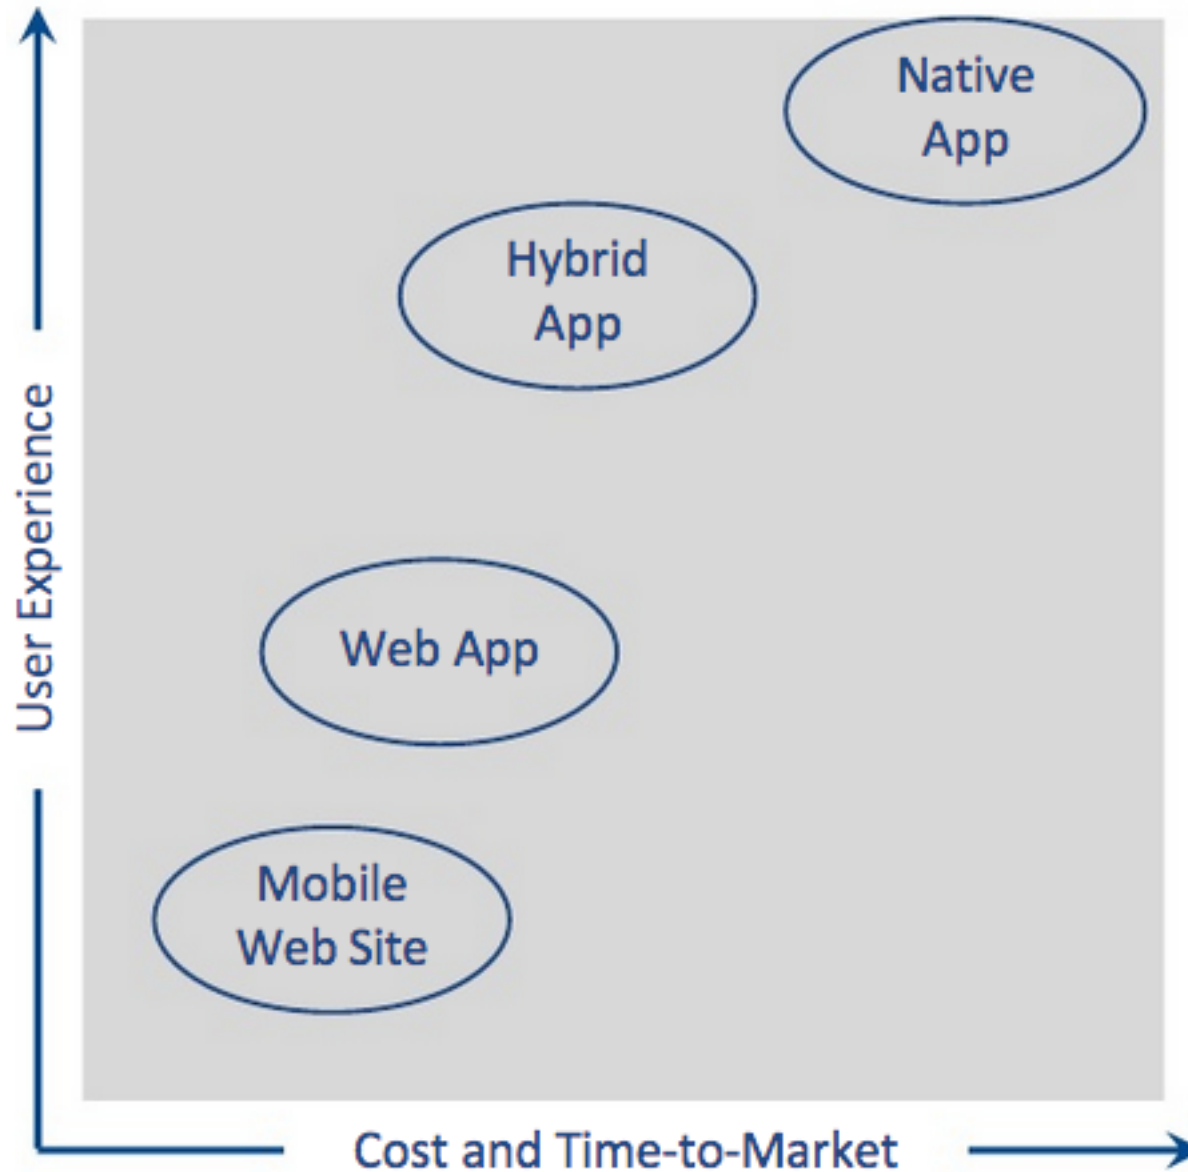 Native
App
Hybrid
App
User Experience
Web App
Mobile
Web Site
Cost and Time-to-Market